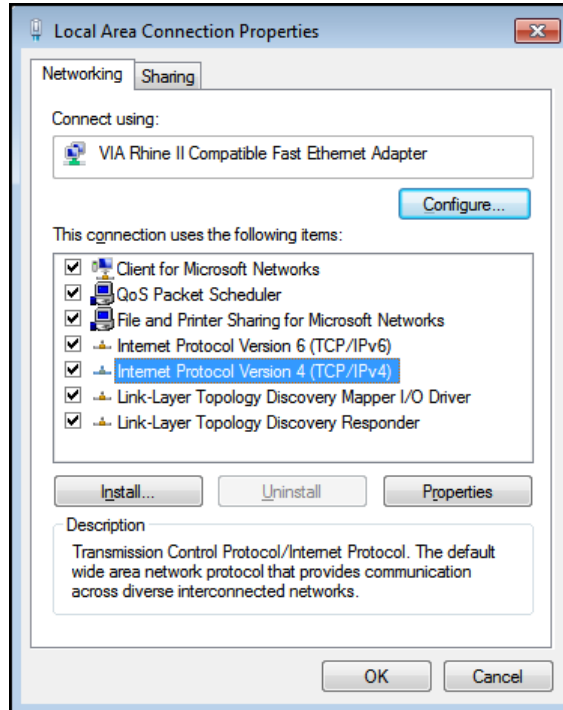 Local Area Connection Properties
Networking
Sharing
Connect using:
VIA Rhine II Compatible Fast Ethernet Adapter
Configure...
This connection uses the following items:
Client for Microsoft Networks
QoS Packet Scheduler
File and Printer Sharing for Microsoft Networks
Internet Protocol Version 6 (TCP/IPv6)
Internet Protocol Version 4 (TCP/IPv4)
Link-Layer Topology Discovery Mapper I/O Driver
Link-Layer Topology Discovery Responder
Install...
Uninstall
Properties
Description
Transmission Control Protocol/Internet Protocol. The default
wide area network protocol that provides communication
across diverse interconnected networks.
OK
Cancel